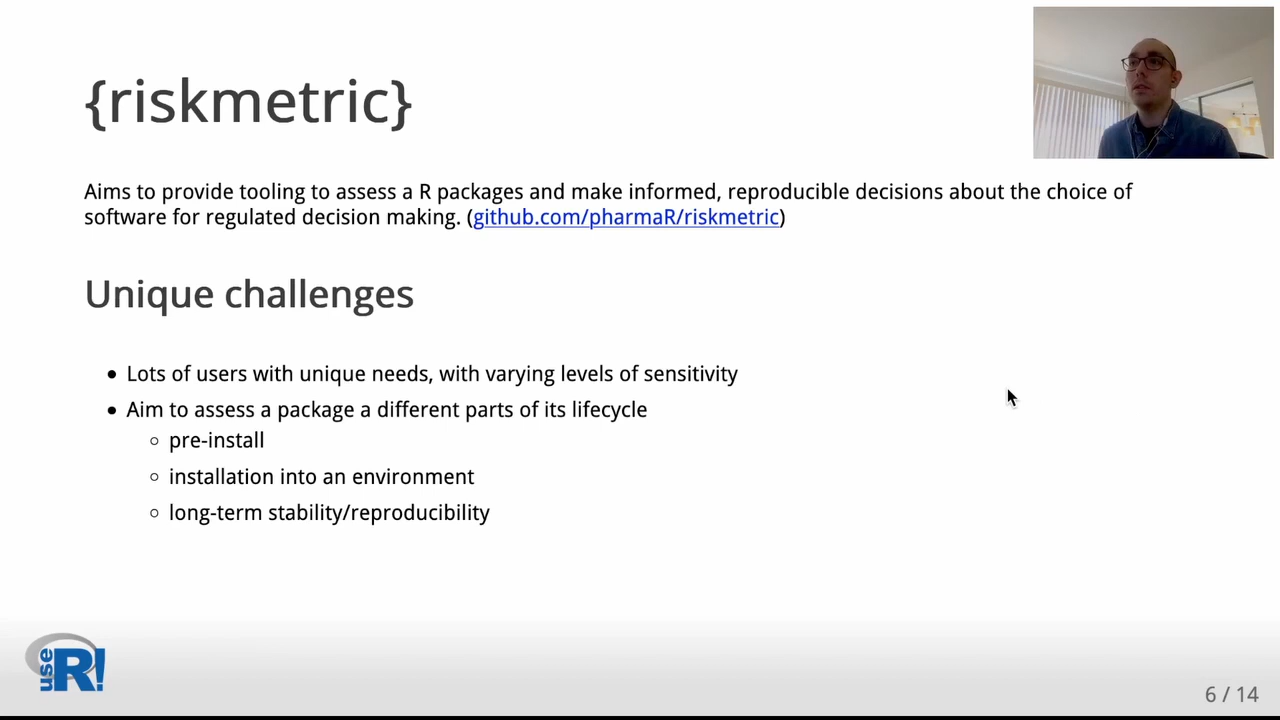 {riskmetric}
Aims to provide tooling to assess a R packages and make informed, reproducible decisions about the choice of
software for regulated decision making. (github.com/pharmaR/riskmetric)
Unique challenges
Lots of users with unique needs, with varying levels of sensitivity
Aim to assess a package a different parts of its lifecycle
pre-install
installation into an environment
long-term stability/reproducibility
use R!
6 / 14